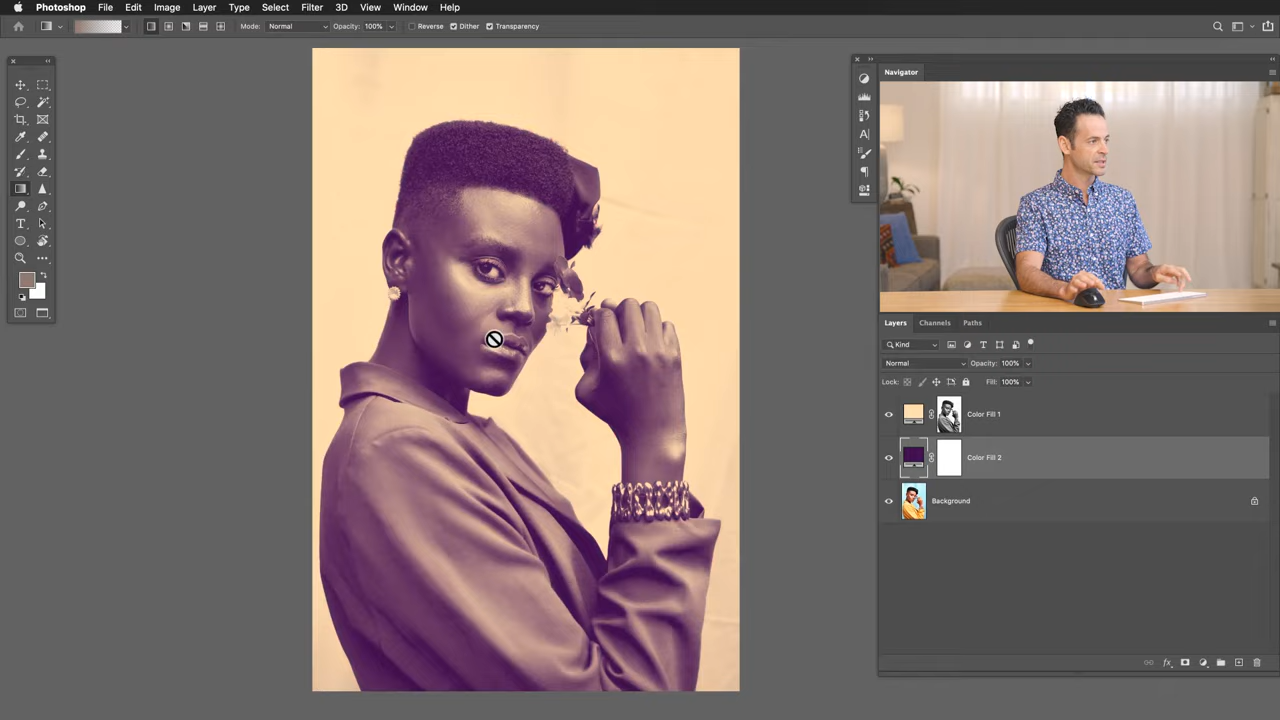 Photoshop File Edit Image Layer Type Select Filter 3D View Window Help
Mode: Normal Opacity: 100% Reverse Dither Transparency
Navigator
Layers Channels Paths
Kind
Normal Opacity: 100%
Lock: Fill: 100%
Color Fill 1
Color Fill 2
Background